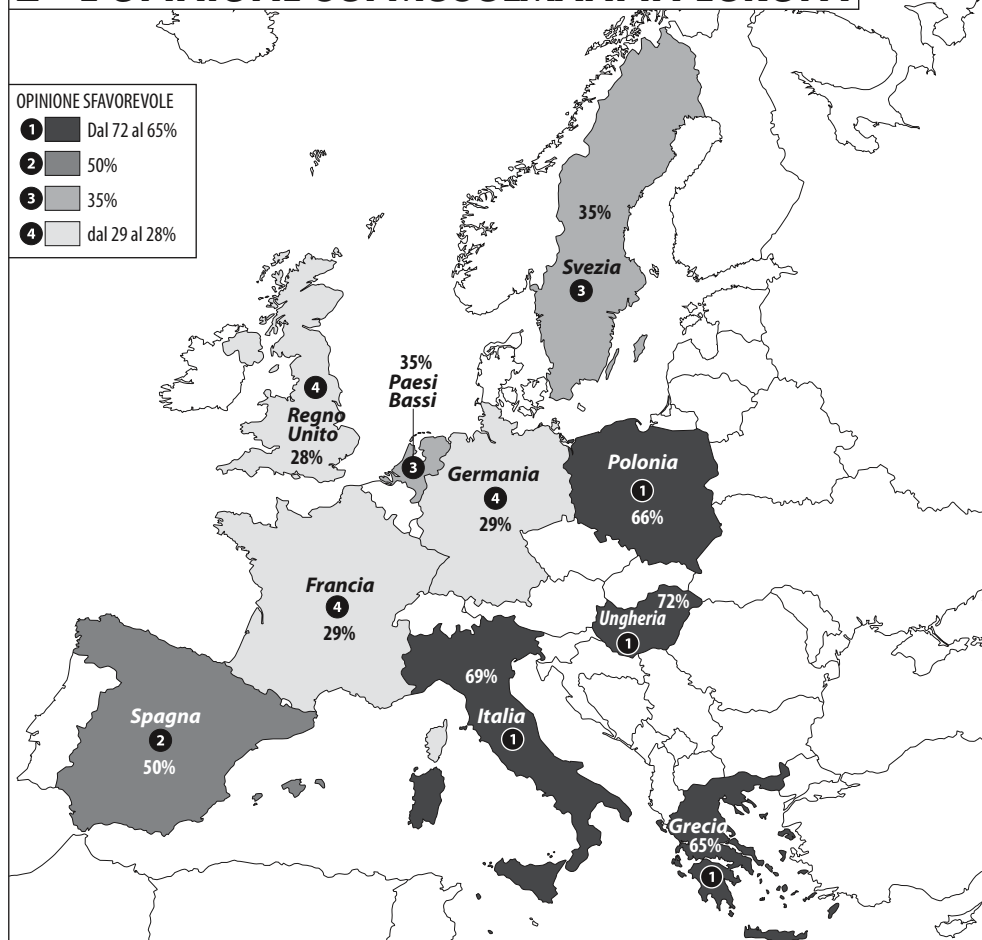 OPINIONE SFAVOREVOLE
1 Dal 72 al 65%
2 50%
3 35%
4 dal 29 al 28%
35%
Svezia
3
35%
Paesi
Bassi
3
4
Regno
Unito
28%
Germania
4
29%
Polonia
1
66%
Francia
4
29%
72%
Ungheria
1
69%
Italia
1
Spagna
2
50%
Grecia
65%
1